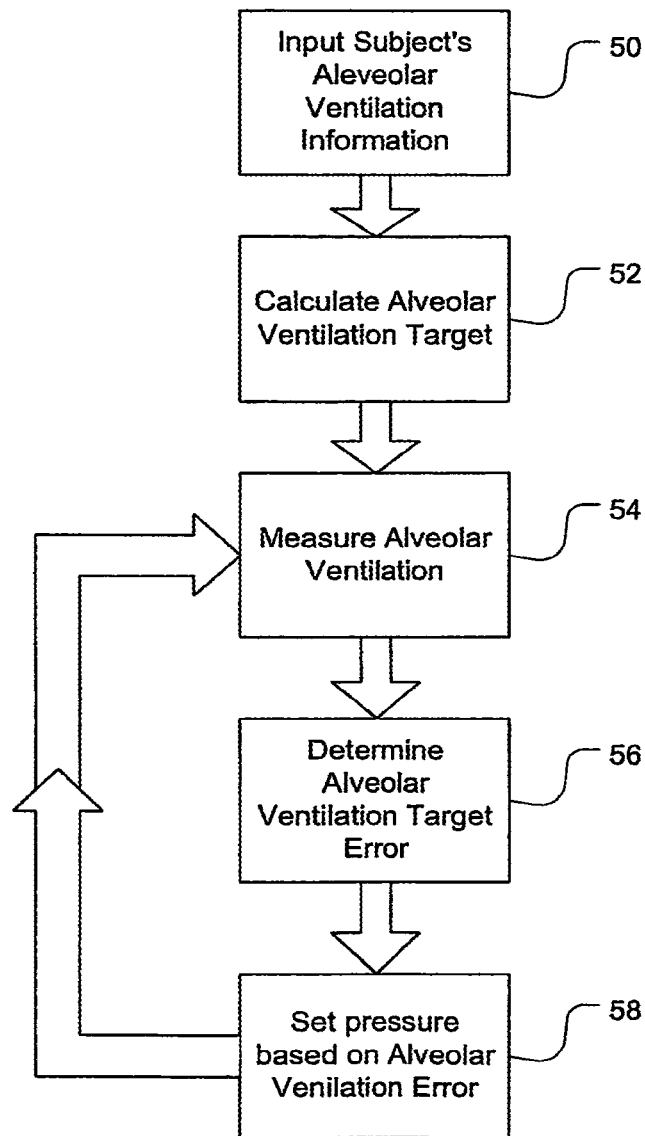 Input Subject's
Aleveolar
Ventilation
Information
50
Calculate Alveolar
Ventilation Target
52
Measure Alveolar
Ventilation
54
Determine
Alveolar
Ventilation Target
Error
56
Set pressure
based on Alveolar
Venilation Error
58